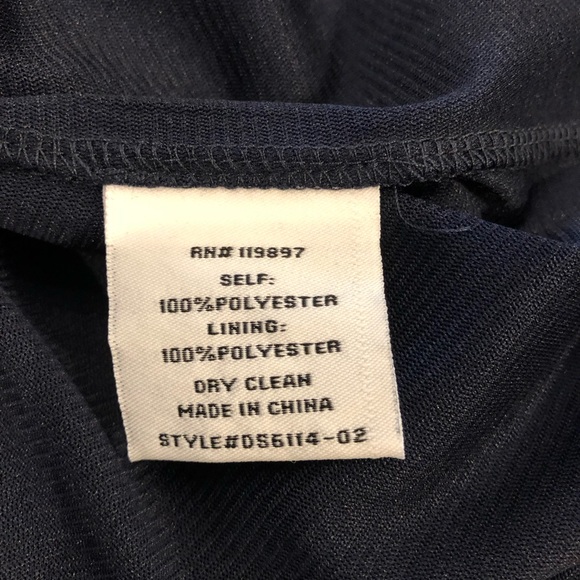 RN# 119897
SELF:
100%POLYESTER
LINING:
100%POLYESTER
DRY CLEAN
MADE IN CHINA
STYLE#DS6114-02